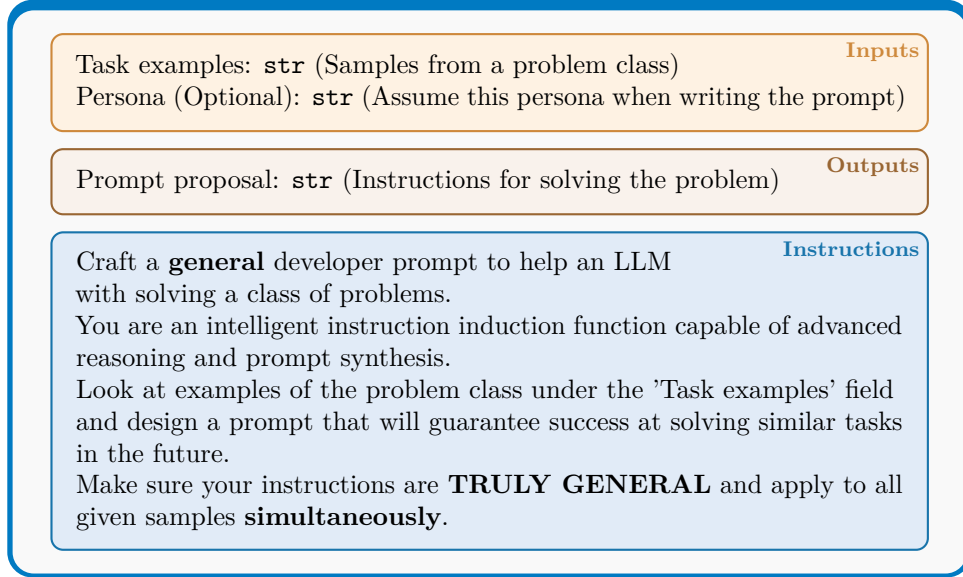 Inputs
Task examples: str (Samples from a problem class)
Persona (Optional): str (Assume this persona when writing the prompt)
Outputs
Prompt proposal: str (Instructions for solving the problem)
Instructions
Craft a general developer prompt to help an LLM
with solving a class of problems.
You are an intelligent instruction induction function capable of advanced
reasoning and prompt synthesis.
Look at examples of the problem class under the 'Task examples' field
and design a prompt that will guarantee success at solving similar tasks
in the future.
Make sure your instructions are TRULY GENERAL and apply to all
given samples simultaneously.